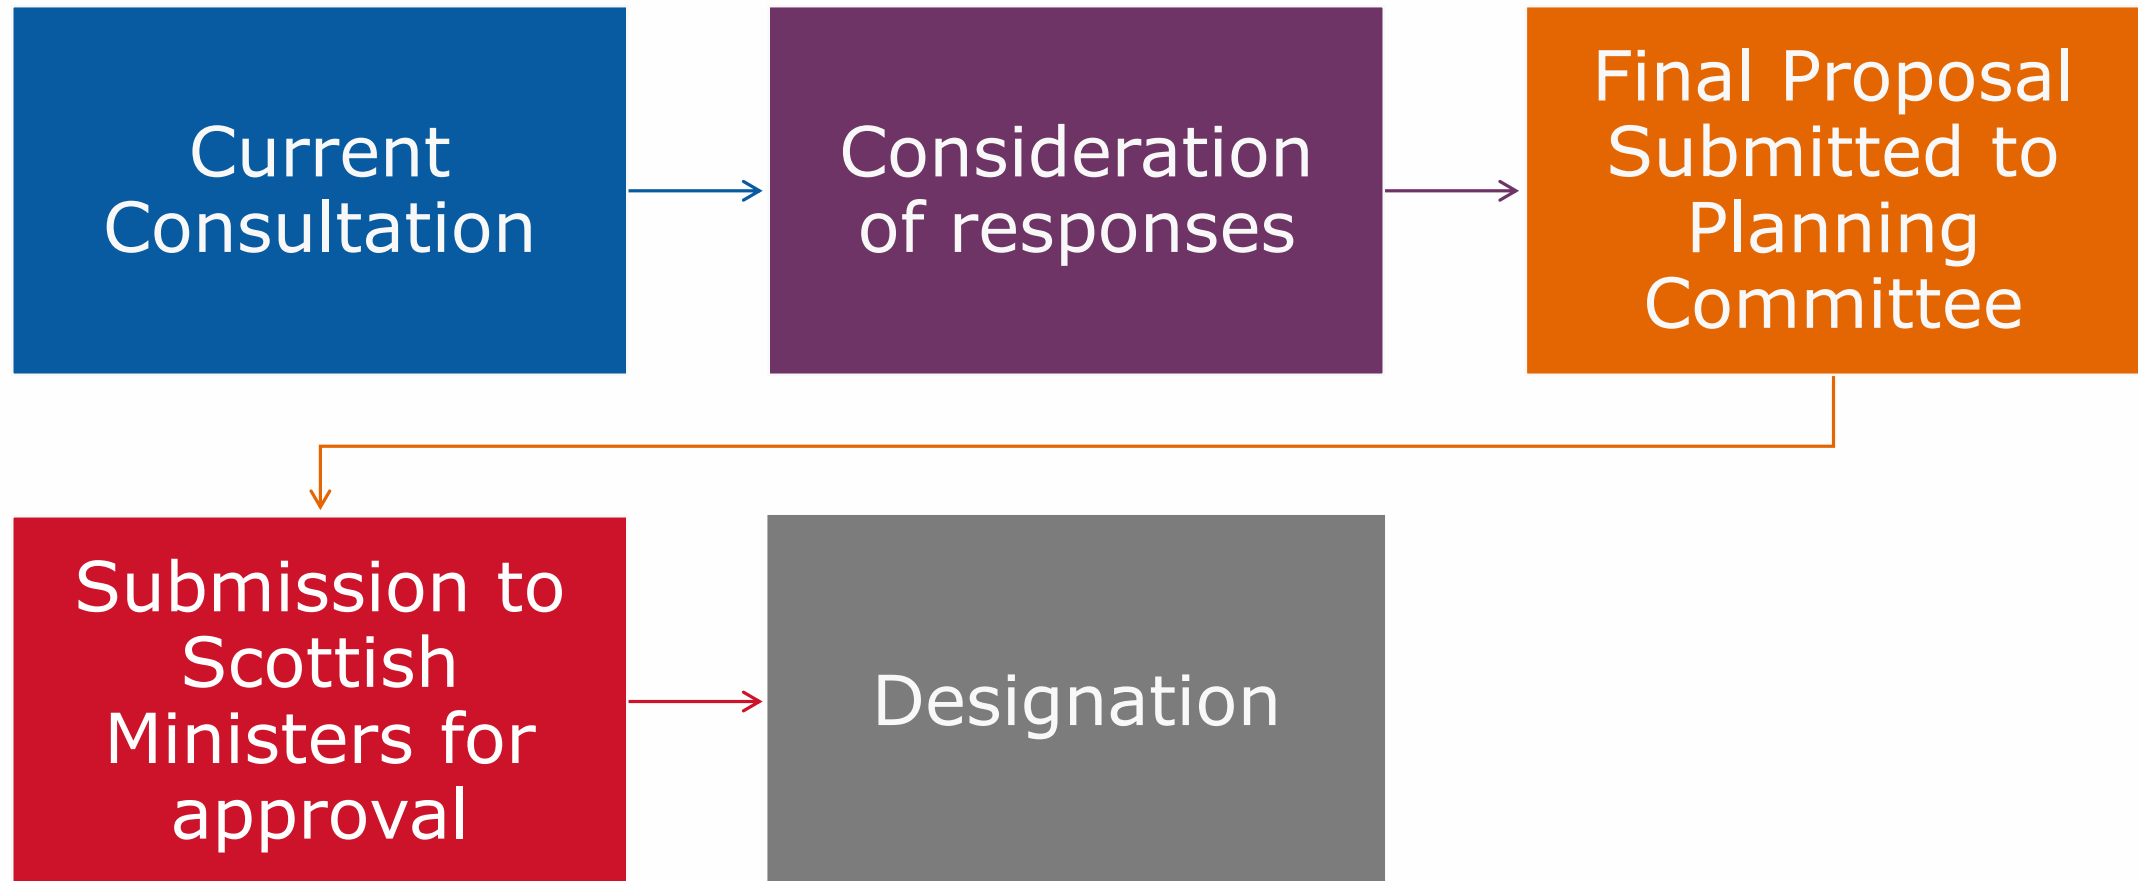 Current
Consultation
Consideration
of responses
Final Proposal
Submitted to
Planning
Committee
Submission to
Scottish
Ministers for
approval
Designation